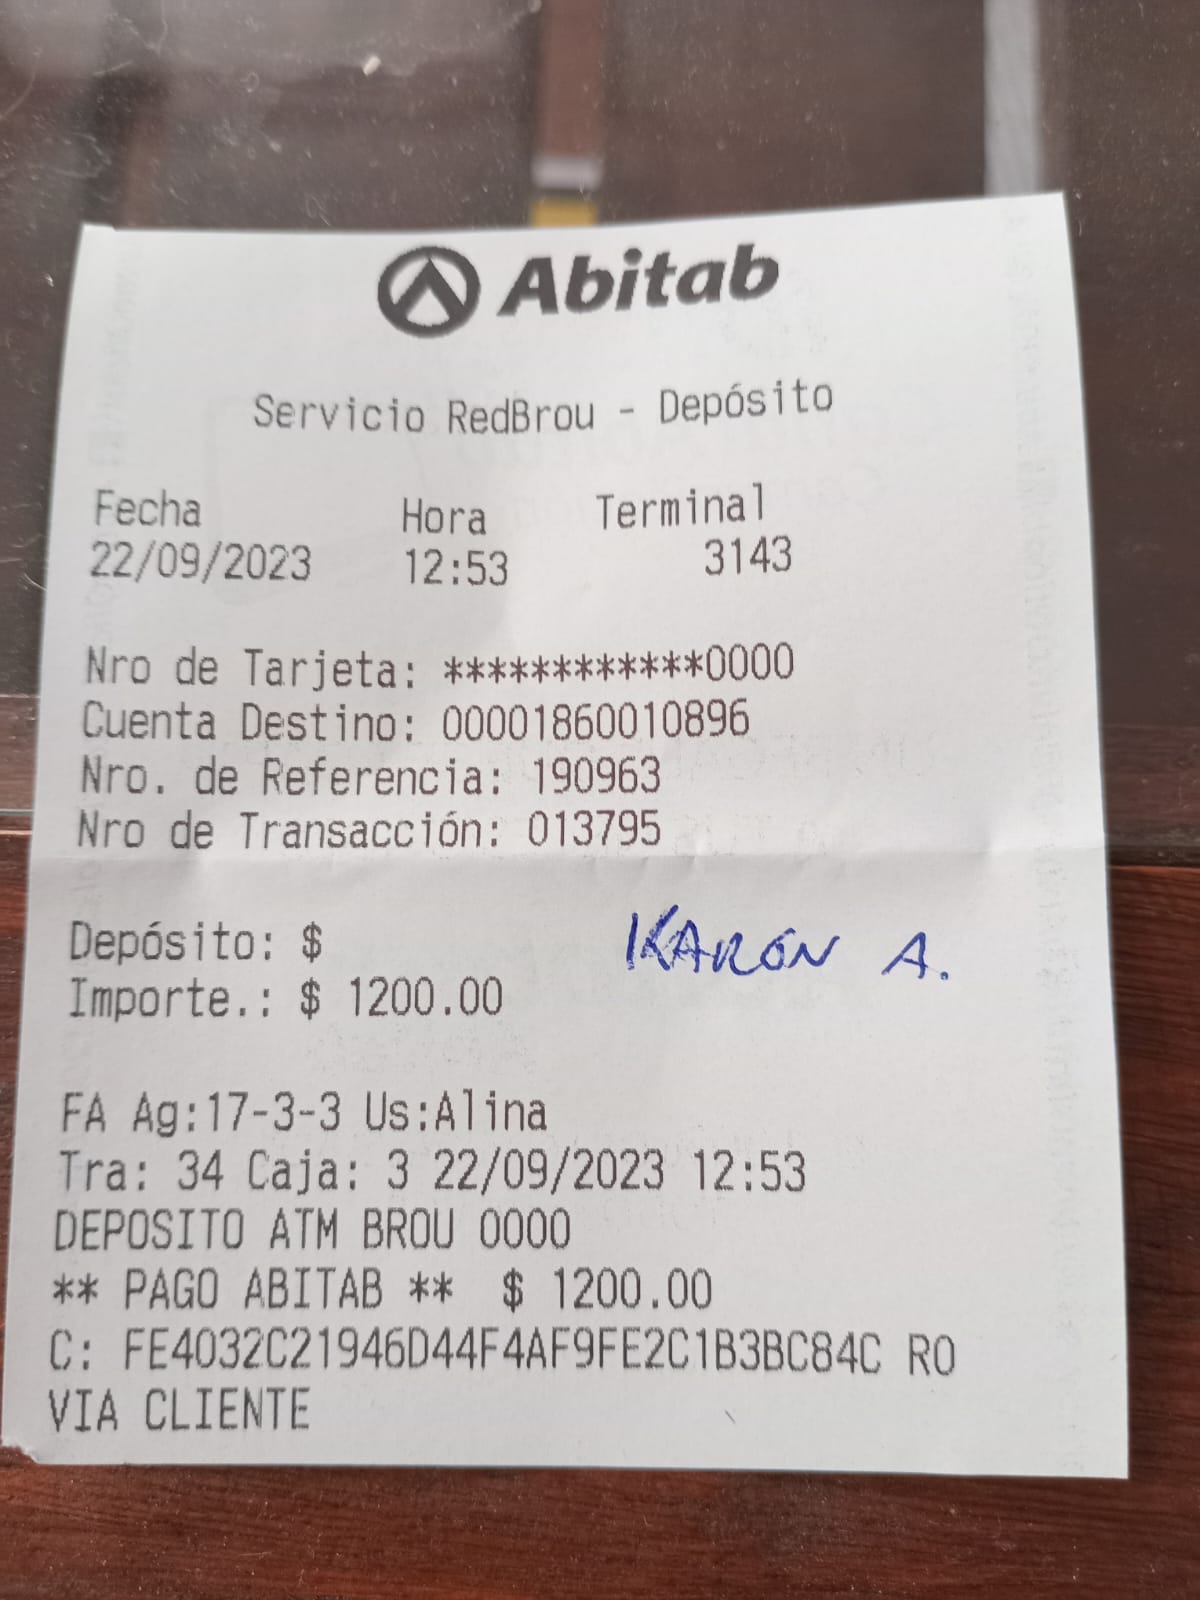 Abitab
Servicio RedBrou - Depósito
Fecha Hora Terminal
22/09/2023 12:53 3143
Nro de Tarjeta: ************0000
Cuenta Destino: 00001860010896
Nro. de Referencia: 190963
Nro de Transacción: 013795
Depósito: $
KARÓN A.
Importe.: $ 1200.00
FA Ag:17-3-3 Us:Alina
Tra: 34 Caja: 3 22/09/2023 12:53
DEPOSITO ATM BROU 0000
** PAGO ABITAB ** $ 1200.00
C: FE4032C21946D44F4AF9FE2C1B3BC84C RO
VIA CLIENTE